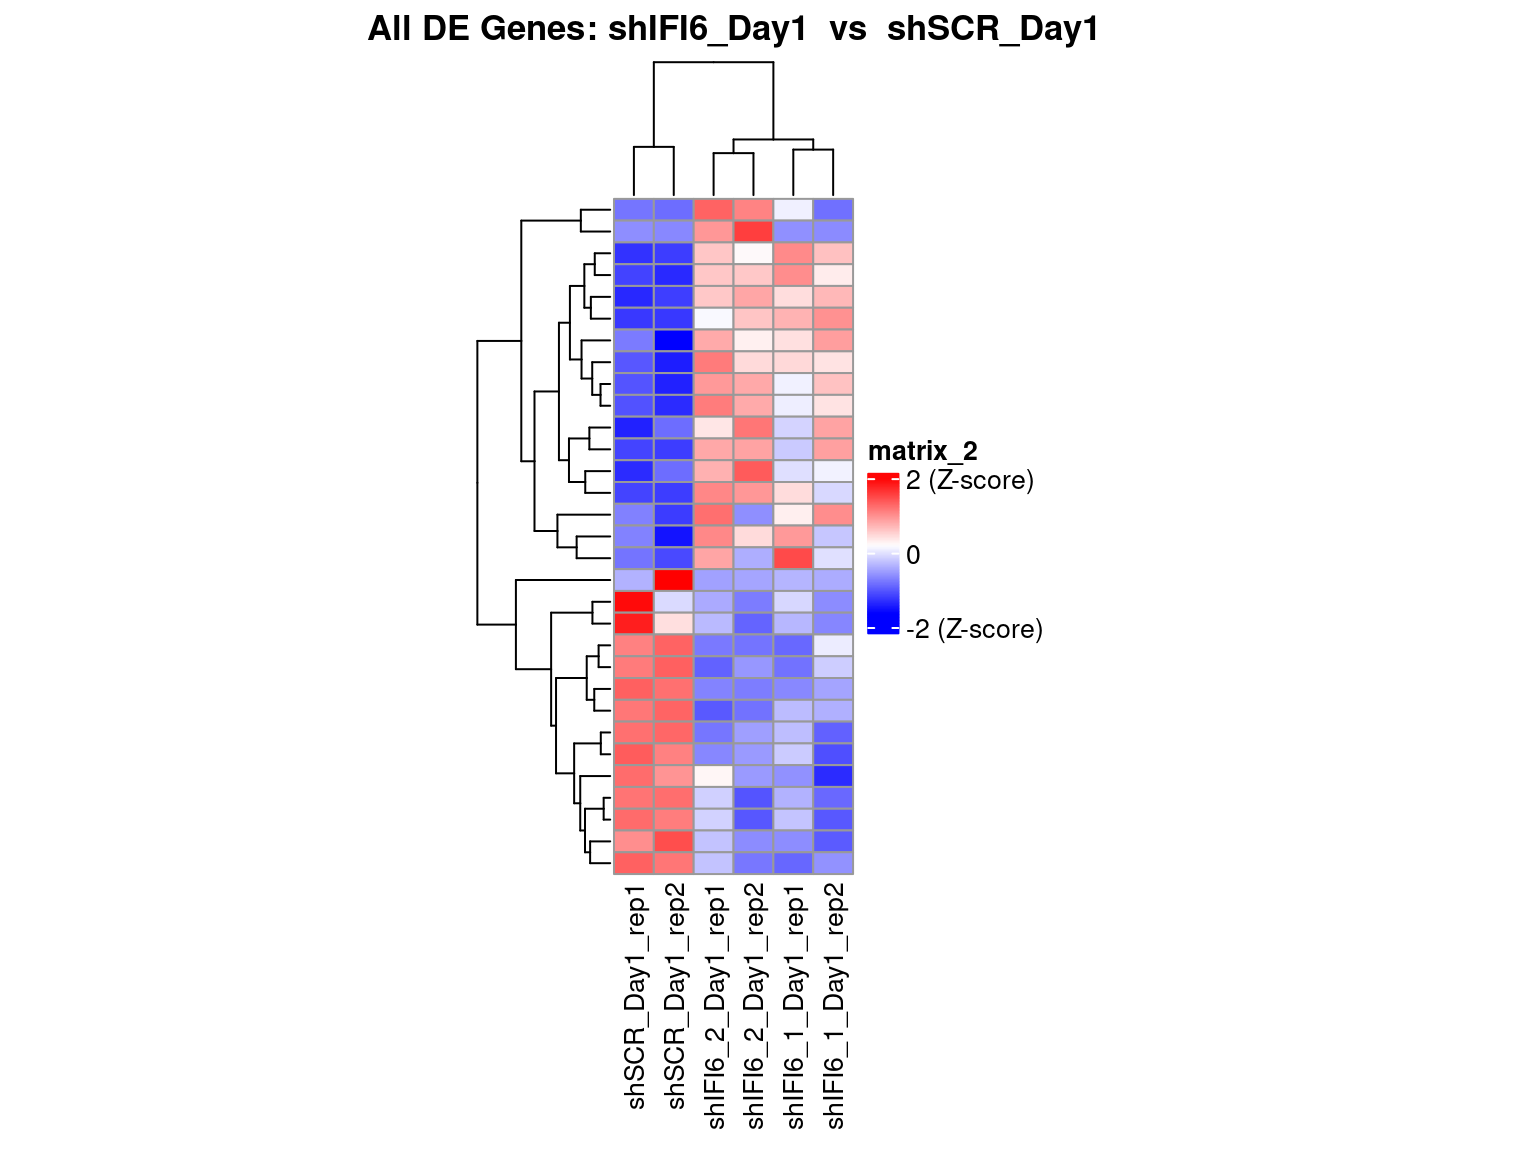 All DE Genes: shIFI6_Day1 vs shSCR_Day1
matrix_2
2 (Z-score)
0
-2 (Z-score)
shSCR_Day1_rep1
shSCR_Day1_rep2
shIFI6_2_Day1_rep1
shIFI6_2_Day1_rep2
shIFI6_1_Day1_rep1
shIFI6_1_Day1_rep2